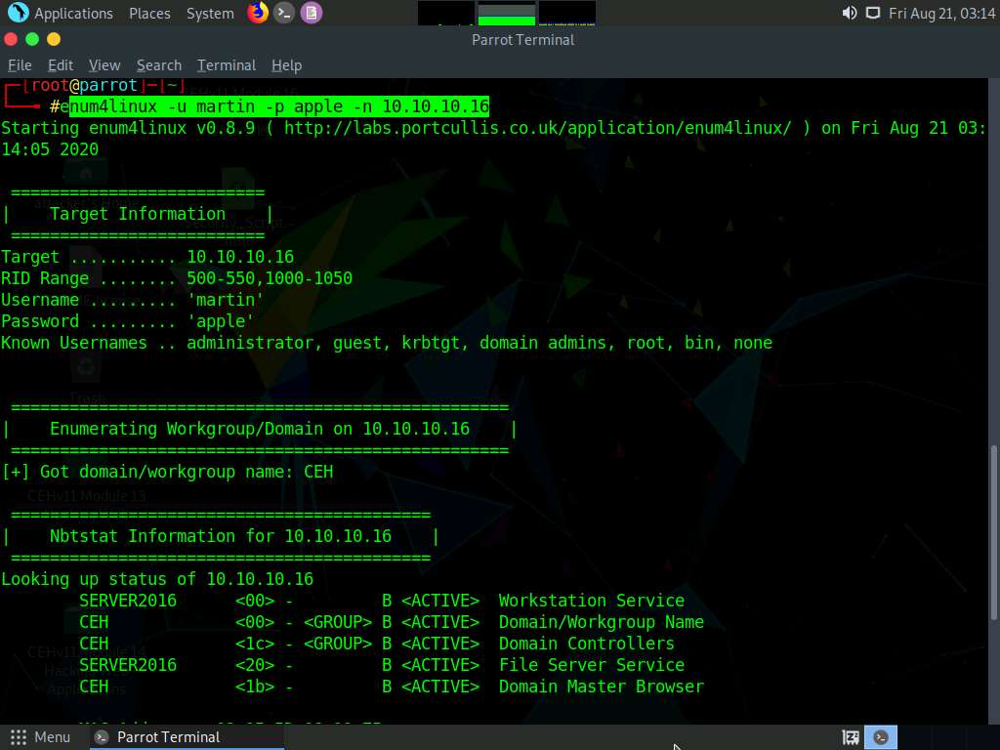 Applications Places System Fri Aug 21, 03:14
Parrot Terminal
File Edit View Search Terminal Help
┌─[root@parrot]─[~]
└──╼ #enum4linux -u martin -p apple -n 10.10.10.16
Starting enum4linux v0.8.9 ( http://labs.portcullis.co.uk/application/enum4linux/ ) on Fri Aug 21 03:
14:05 2020
==========================
| Target Information |
==========================
Target ........... 10.10.10.16
RID Range ........ 500-550,1000-1050
Username ......... 'martin'
Password ......... 'apple'
Known Usernames .. administrator, guest, krbtgt, domain admins, root, bin, none
===================================================
| Enumerating Workgroup/Domain on 10.10.10.16 |
===================================================
[+] Got domain/workgroup name: CEH
CEHv11 Module 13
===========================================
| Nbtstat Information for 10.10.10.16 |
===========================================
Looking up status of 10.10.10.16
SERVER2016 <00> - B <ACTIVE> Workstation Service
CEH <00> - <GROUP> B <ACTIVE> Domain/Workgroup Name
CEH <1c> - <GROUP> B <ACTIVE> Domain Controllers
SERVER2016 <20> - B <ACTIVE> File Server Service
CEH <1b> - B <ACTIVE> Domain Master Browser
CEHv11 Module 14
Applications
Menu Parrot Terminal